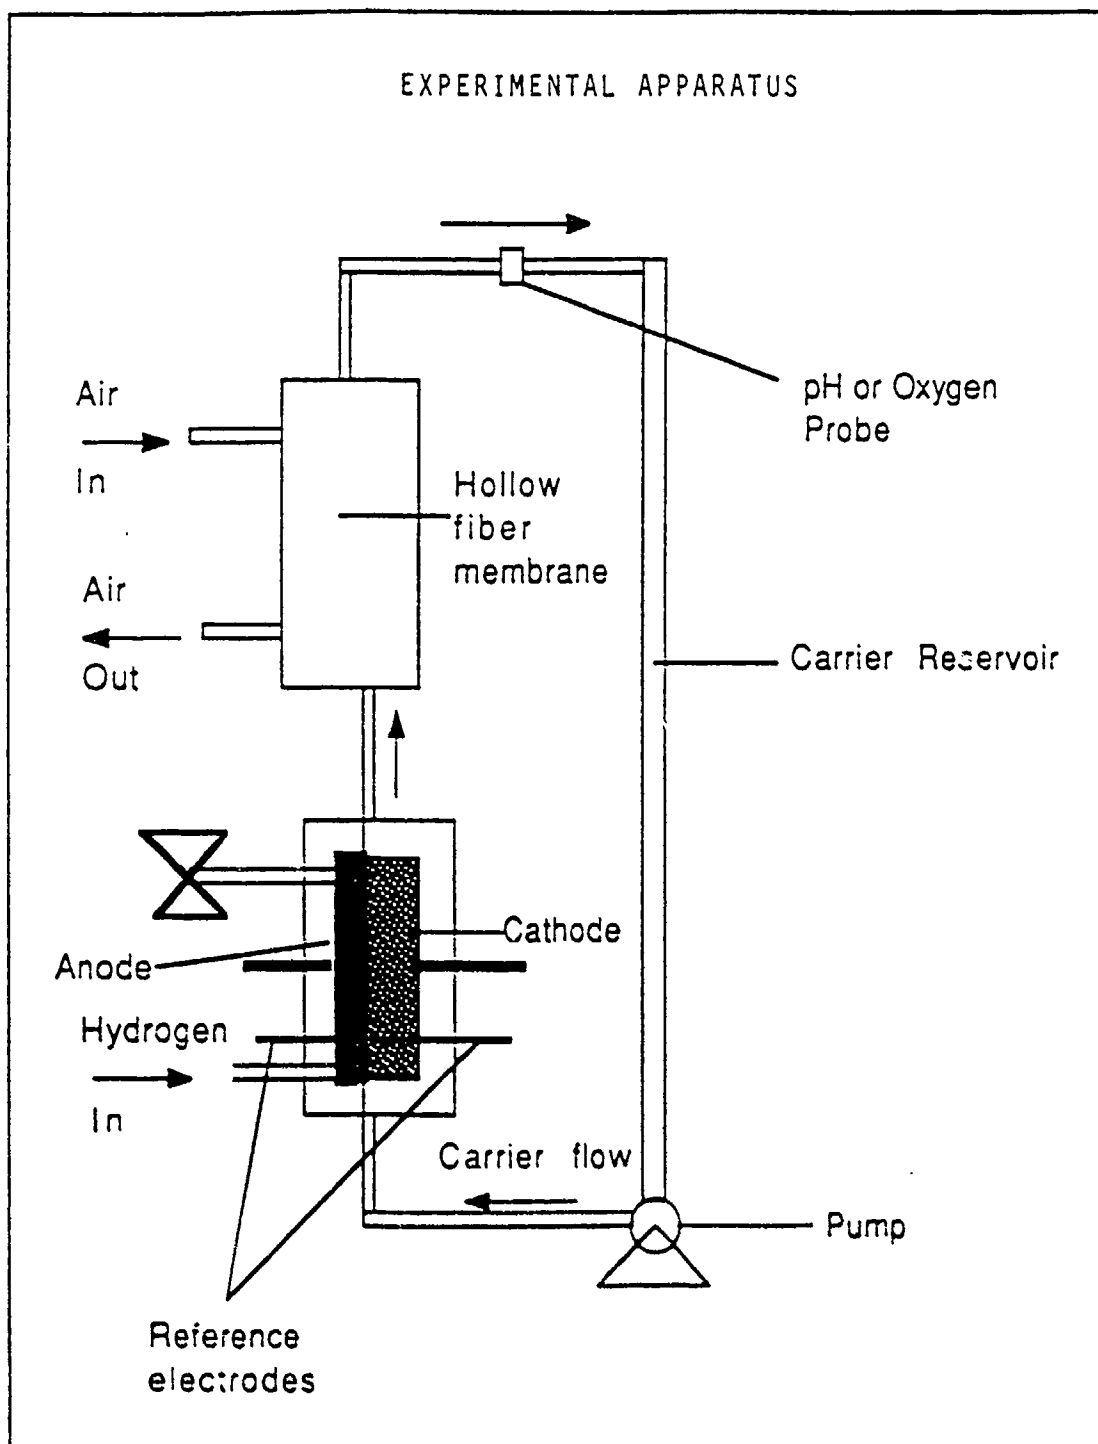 EXPERIMENTAL APPARATUS
pH or Oxygen
Probe
Air
In
Hollow
fiber
membrane
Air
Out
Carrier Reservoir
Cathode
Anode
Hydrogen
In
Carrier flow
Pump
Reference
electrodes